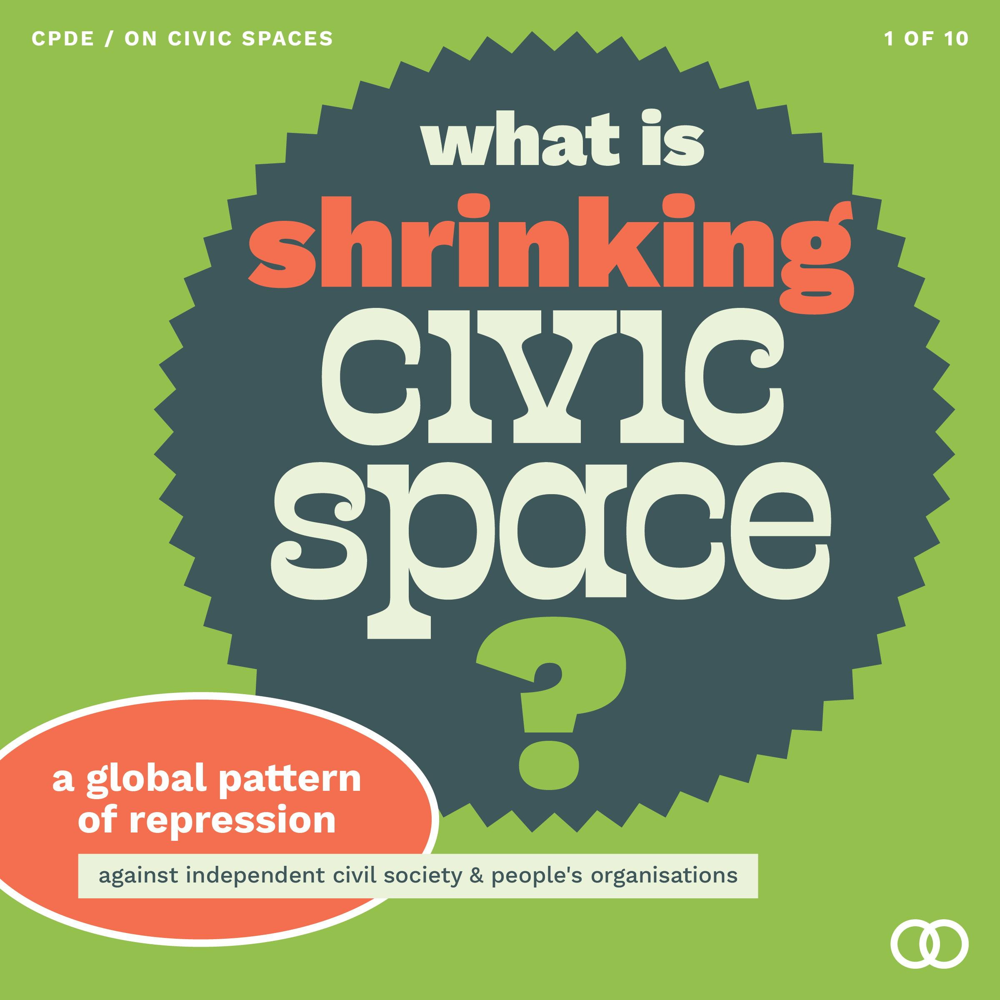 CPDE / ON CIVIC SPACES
1 OF 10
what is
shrinking
civic
space
?
a global pattern
of repression
against independent civil society & people's organisations